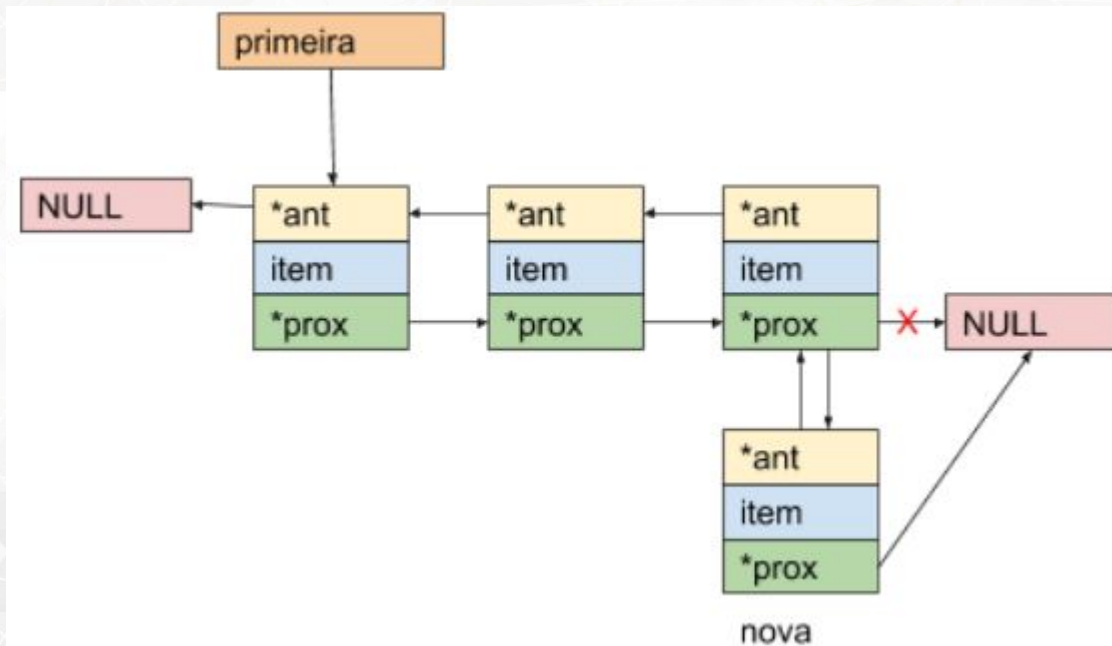 primeira
NULL
*ant
item
*prox
*ant
item
*prox
*ant
item
*prox
X
NULL
*ant
item
*prox
nova